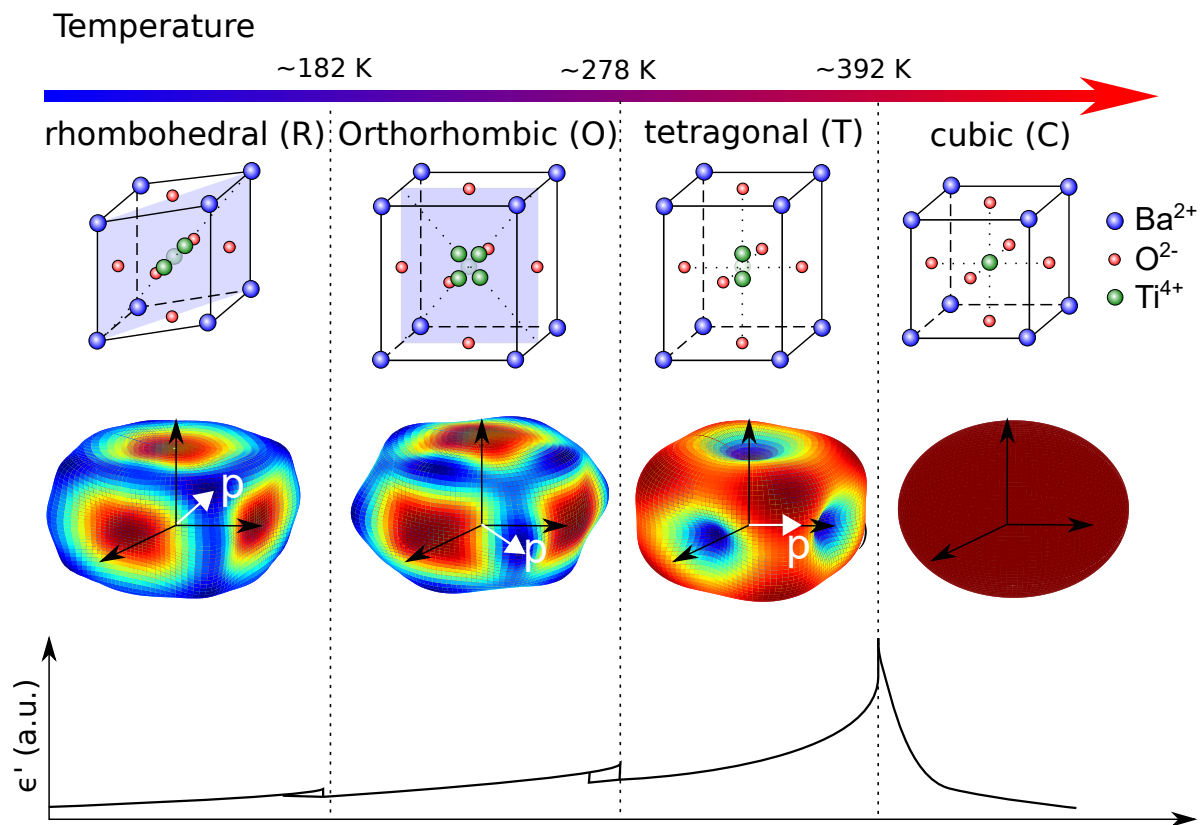 Temperature
~182 K
~278 K
~392 K
rhombohedral (R)
Orthorhombic (O)
tetragonal (T)
cubic (C)
Ba²⁺
O²⁻
Ti⁴⁺
p
p
p
ϵ' (a.u.)